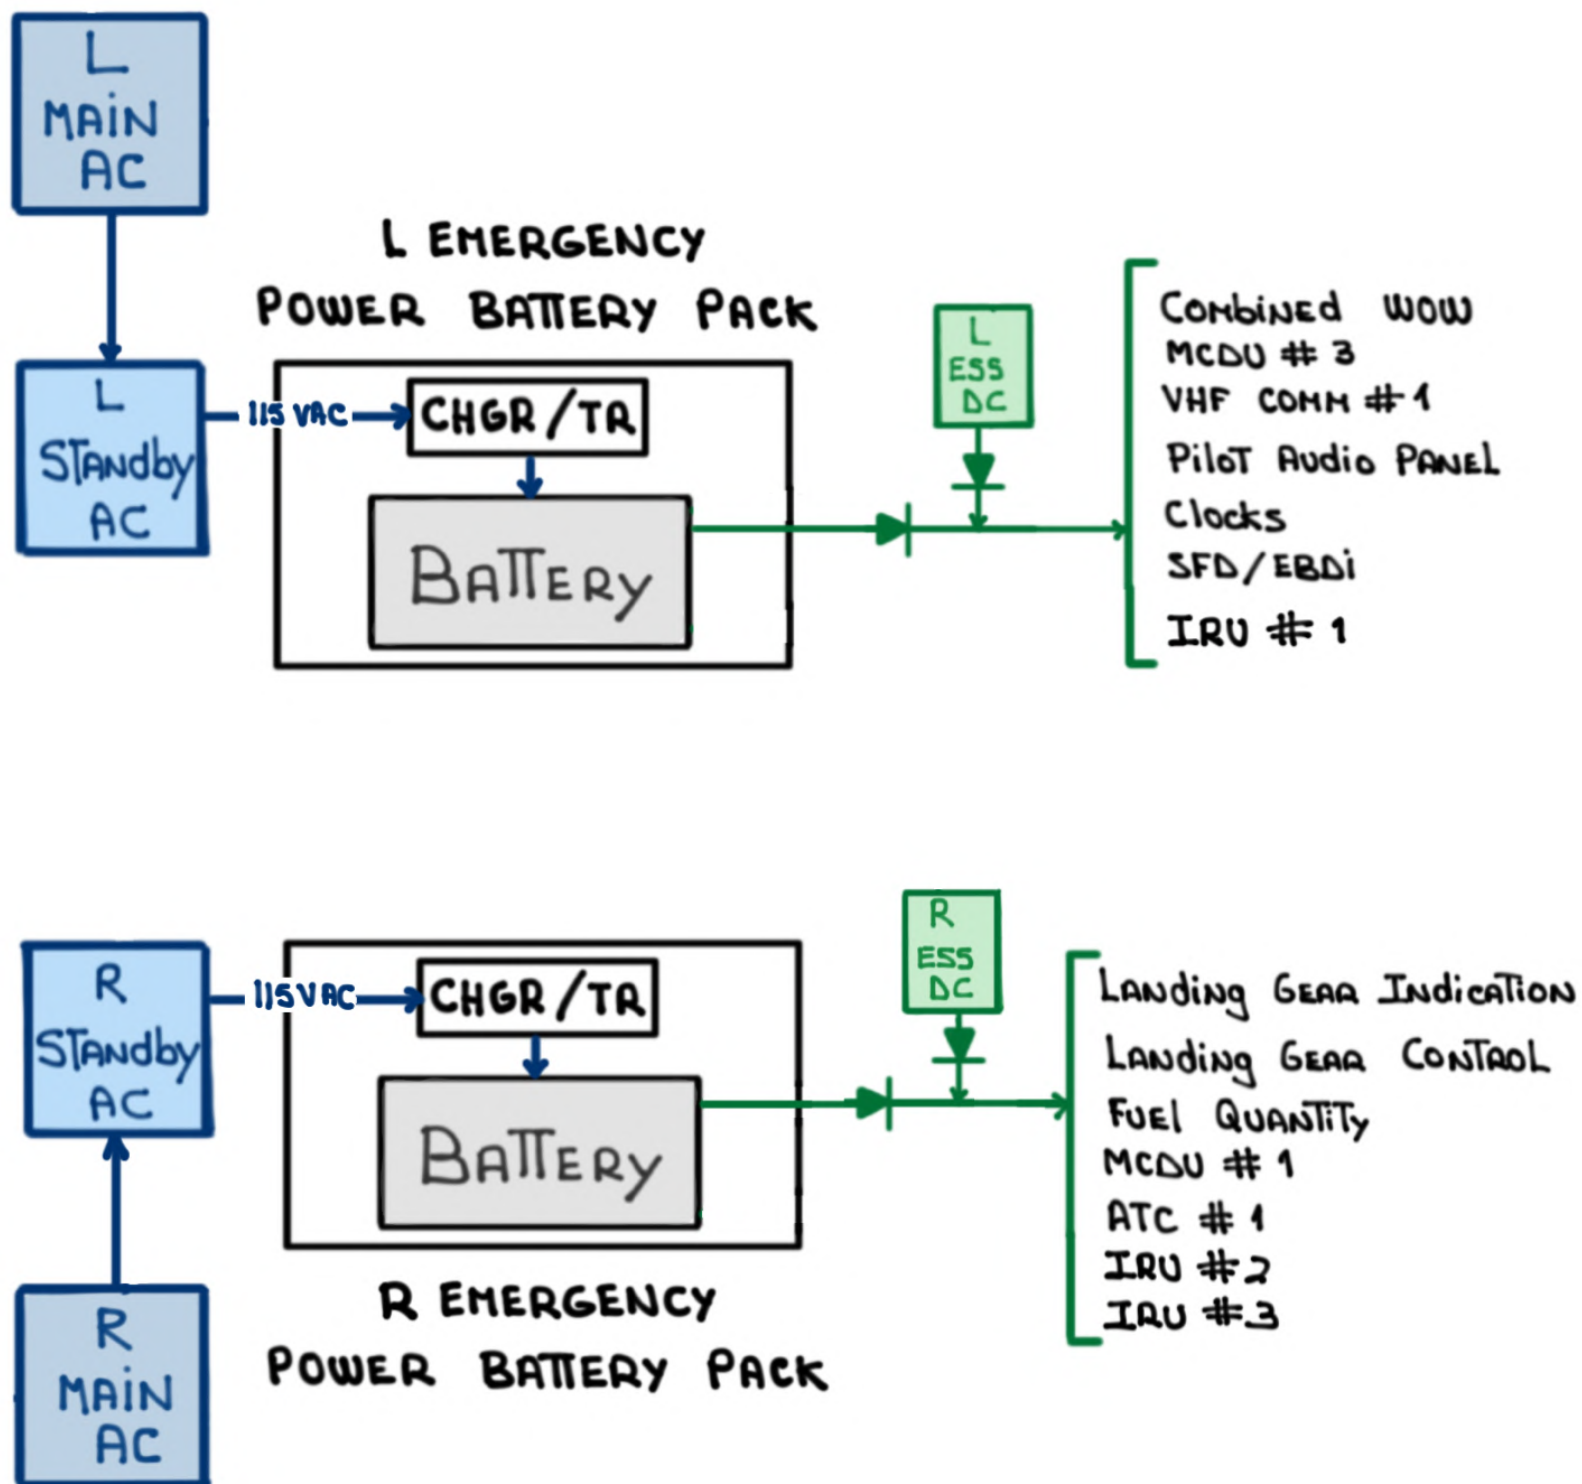 L
MAiN
AC
L EMERGENCY
POWER BATTERY PACK
L
STANdby
AC
115 VAC
CHGR/TR
BATTERY
L
ESS
DC
COMbiNED WOW
MCDU # 3
VHF COMM # 1
PiloT AudiO PANEL
Clocks
SFD/EBDi
IRU # 1
R
STANdby
AC
115 VAC
CHGR/TR
BATTERY
R
ESS
DC
LANdiNg GEAR INdiCATiON
LANdiNg GEAR CONTROL
FUEL QUANTiTy
MCDU # 1
ATC # 1
IRU #2
IRU #3
R EMERGENCY
POWER BATTERY PACK
R
MAiN
AC